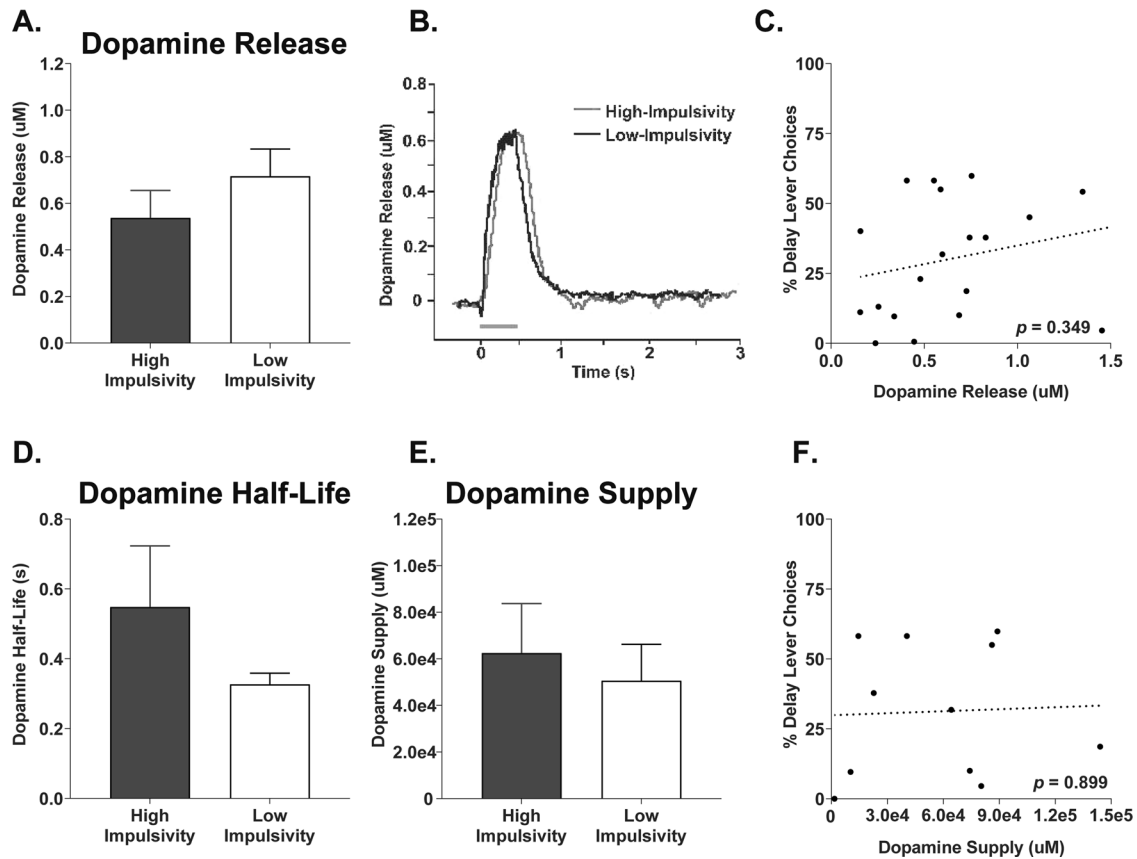 A.
Dopamine Release
Dopamine Release (uM)
1.2
1.0
0.8
0.6
0.4
0.2
0.0
High
Impulsivity
Low
Impulsivity
B.
Dopamine Release (uM)
0.8
0.6
0.4
0.2
0
High-Impulsivity
Low-Impulsivity
0
1
2
3
Time (s)
C.
% Delay Lever Choices
100
75
50
25
0
p = 0.349
0.0
0.5
1.0
1.5
Dopamine Release (uM)
D.
Dopamine Half-Life
Dopamine Half-Life (s)
0.8
0.6
0.4
0.2
0.0
High
Impulsivity
Low
Impulsivity
E.
Dopamine Supply
Dopamine Supply (uM)
1.2e5
1.0e5
8.0e4
6.0e4
4.0e4
2.0e4
0
High
Impulsivity
Low
Impulsivity
F.
% Delay Lever Choices
100
75
50
25
0
p = 0.899
0
3.0e4
6.0e4
9.0e4
1.2e5
1.5e5
Dopamine Supply (uM)